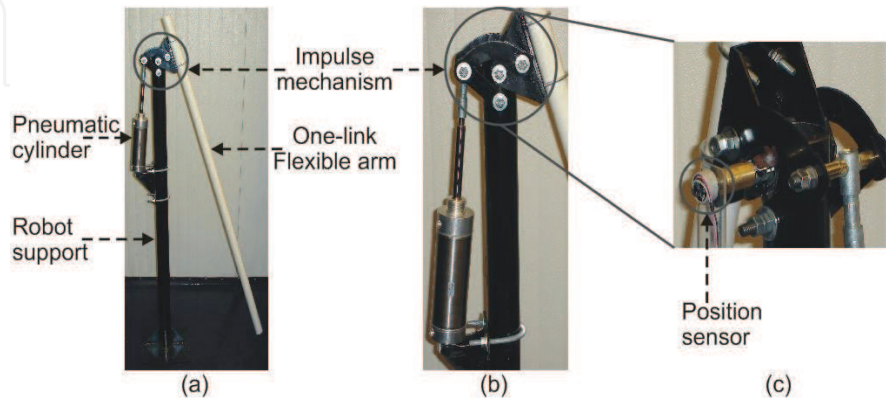 Impulse
mechanism
Pneumatic
cylinder
One-link
Flexible arm
Robot
support
Position
sensor
(a)
(b)
(c)